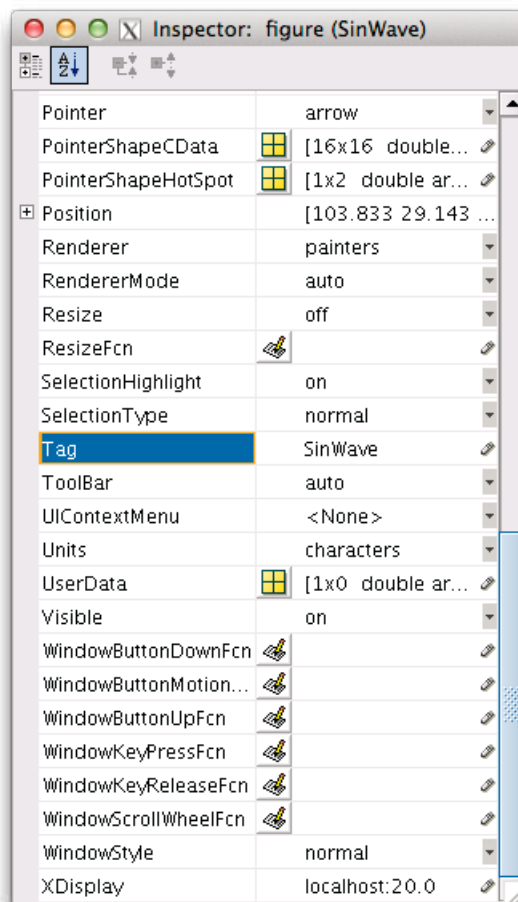 Inspector: figure (SinWave)
Pointer arrow
PointerShapeCData [16x16 double...
PointerShapeHotSpot [1x2 double ar...
Position [103.833 29.143 ...
Renderer painters
RendererMode auto
Resize off
ResizeFcn
SelectionHighlight on
SelectionType normal
Tag SinWave
ToolBar auto
UIContextMenu <None>
Units characters
UserData [1x0 double ar...
Visible on
WindowButtonDownFcn
WindowButtonMotion...
WindowButtonUpFcn
WindowKeyPressFcn
WindowKeyReleaseFcn
WindowScrollWheelFcn
WindowStyle normal
XDisplay localhost:20.0